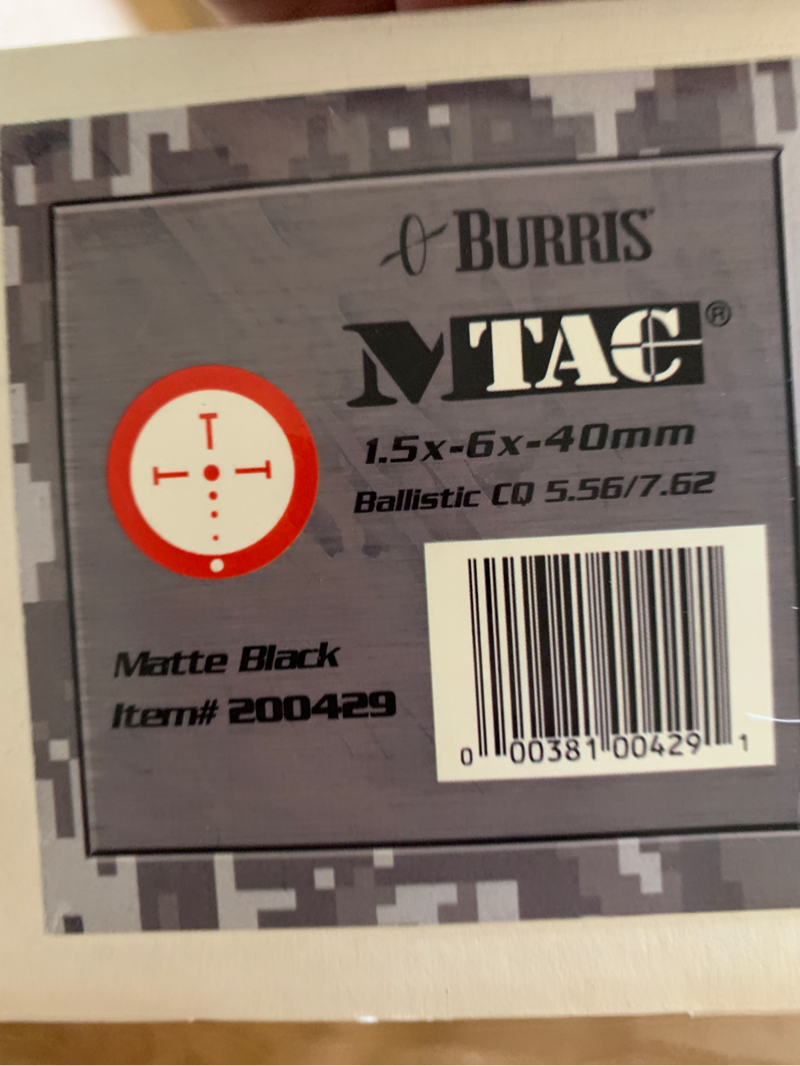 BURRIS
MTAC®
1.5x-6x-40mm
Ballistic CQ 5.56/7.62
Matte Black
Item# 200429
0 00381 00429 1